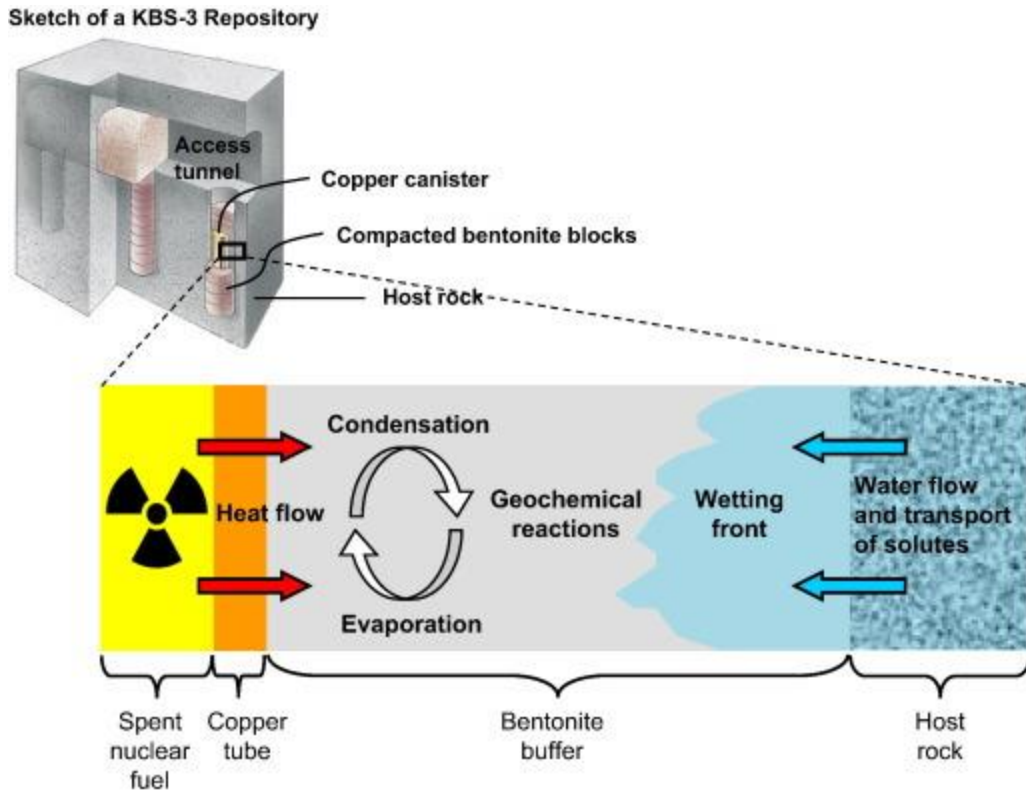 Sketch of a KBS-3 Repository
Access
tunnel
Copper canister
Compacted bentonite blocks
Host rock
Condensation
Heat flow
Geochemical
reactions
Wetting
front
Water flow
and transport
of solutes
Evaporation
Spent
nuclear
fuel
Copper
tube
Bentonite
buffer
Host
rock